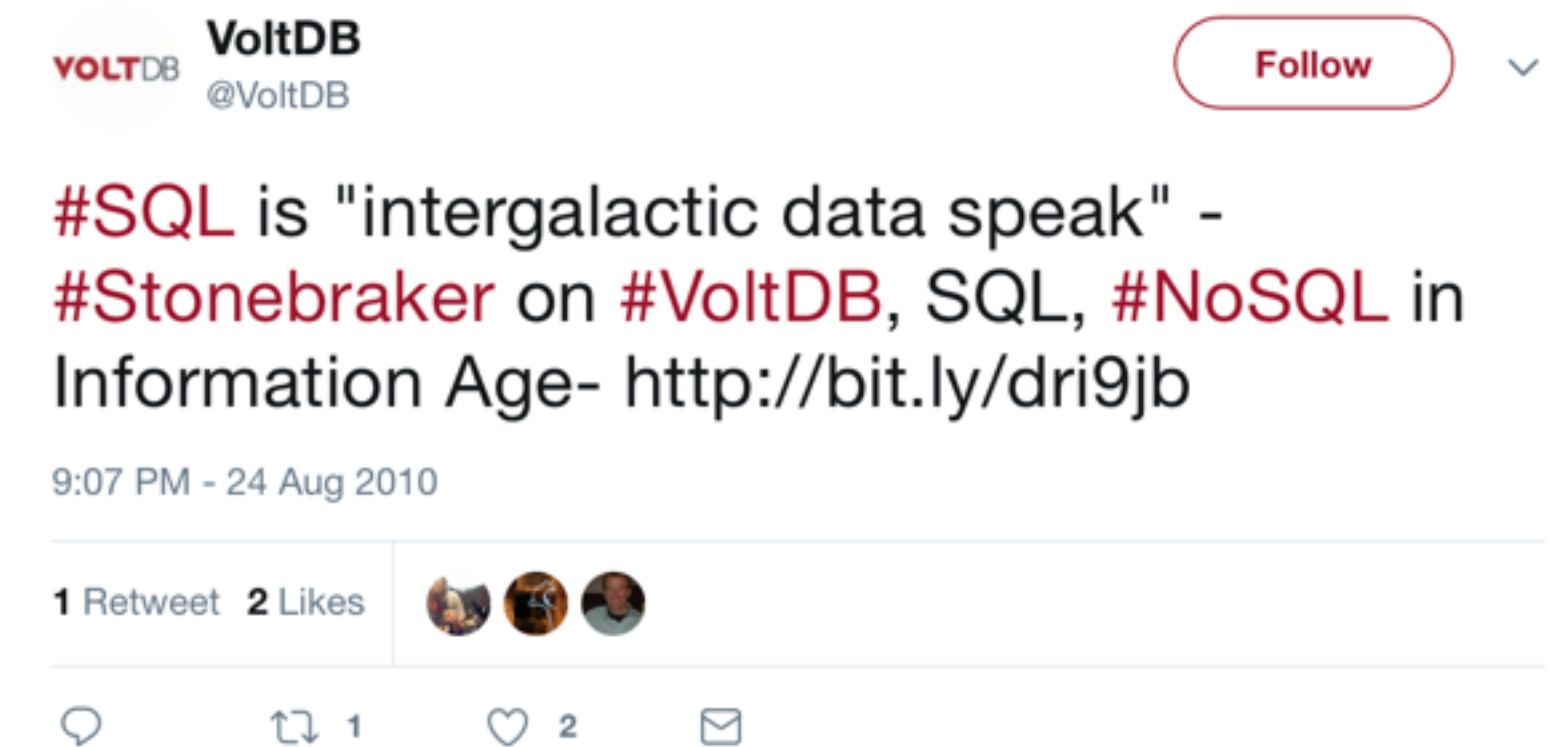 VOLTDB
VoltDB
@VoltDB
Follow
#SQL is "intergalactic data speak" -
#Stonebraker on #VoltDB, SQL, #NoSQL in
Information Age- http://bit.ly/dri9jb
9:07 PM - 24 Aug 2010
1 Retweet 2 Likes
1 2